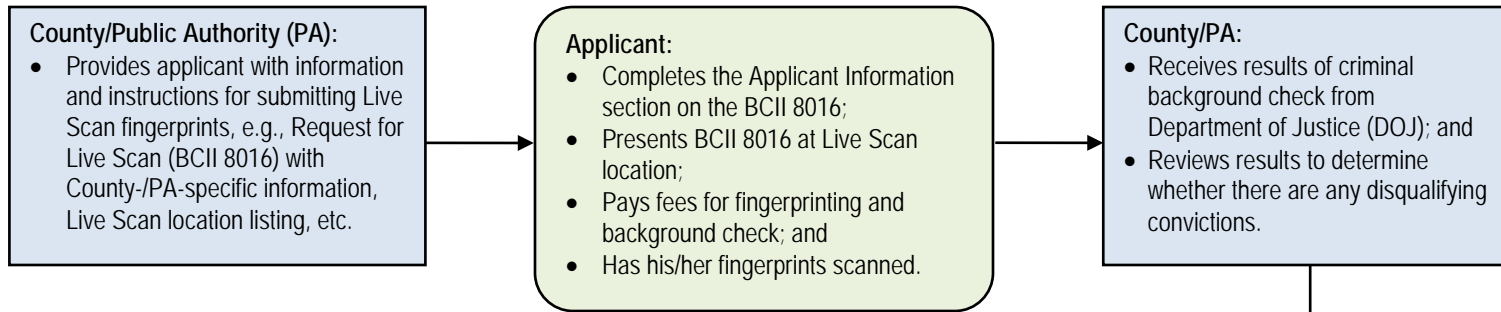 County/Public Authority (PA):
• Provides applicant with information
and instructions for submitting Live
Scan fingerprints, e.g., Request for
Live Scan (BCII 8016) with
County-/PA-specific information,
Live Scan location listing, etc.
Applicant:
• Completes the Applicant Information
section on the BCII 8016;
• Presents BCII 8016 at Live Scan
location;
• Pays fees for fingerprinting and
background check; and
• Has his/her fingerprints scanned.
County/PA:
• Receives results of criminal
background check from
Department of Justice (DOJ); and
• Reviews results to determine
whether there are any disqualifying
convictions.